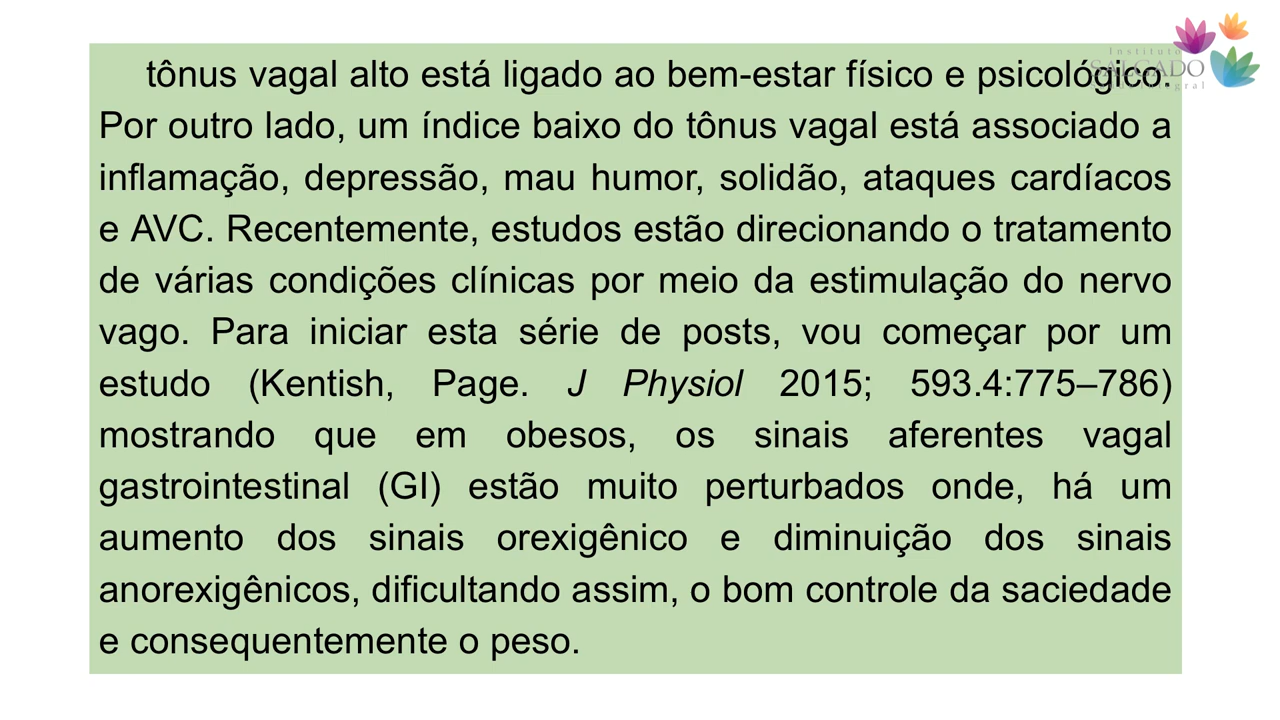 Instituto
SALGADO
tônus vagal alto está ligado ao bem-estar físico e psicológico.
Por outro lado, um índice baixo do tônus vagal está associado a
inflamação, depressão, mau humor, solidão, ataques cardíacos
e AVC. Recentemente, estudos estão direcionando o tratamento
de várias condições clínicas por meio da estimulação do nervo
vago. Para iniciar esta série de posts, vou começar por um
estudo (Kentish, Page. J Physiol 2015; 593.4:775–786)
mostrando que em obesos, os sinais aferentes vagal
gastrointestinal (GI) estão muito perturbados onde, há um
aumento dos sinais orexigênico e diminuição dos sinais
anorexigênicos, dificultando assim, o bom controle da saciedade
e consequentemente o peso.